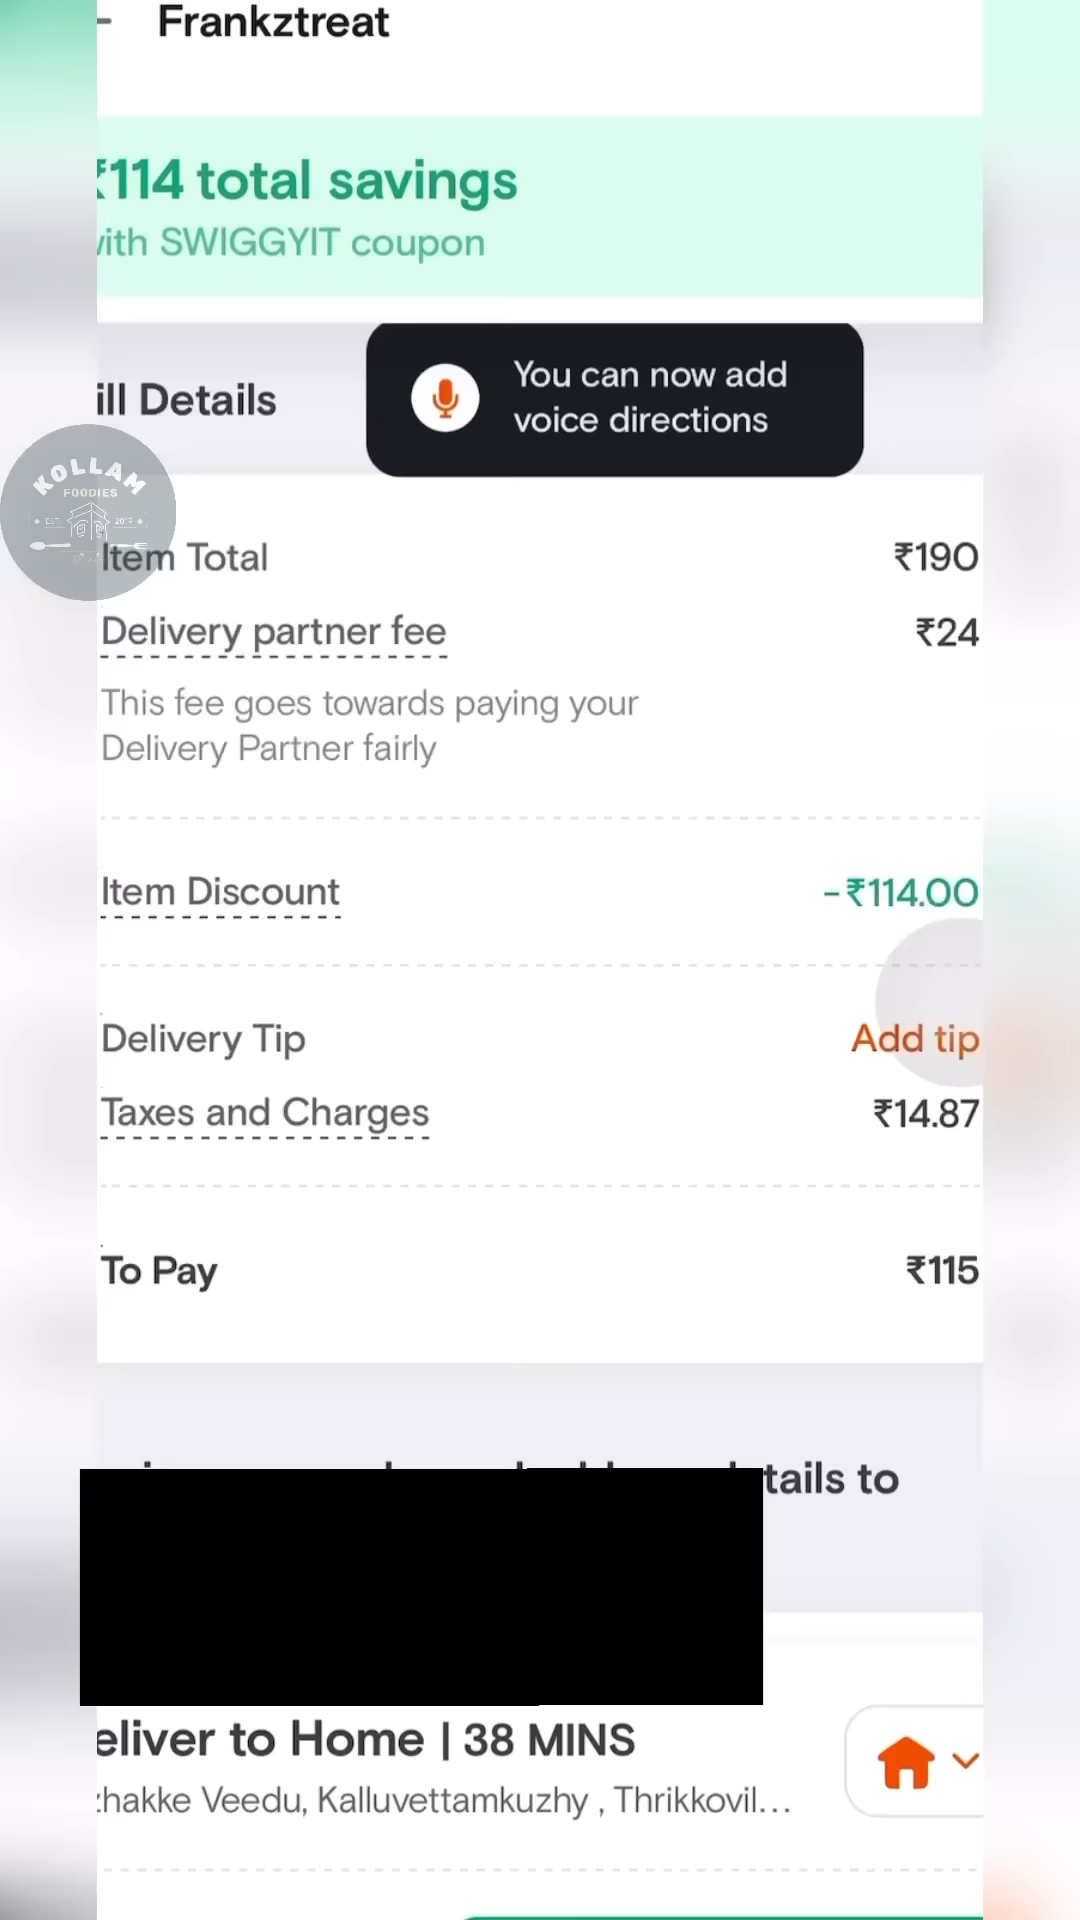 Frankztreat
₹114 total savings
with SWIGGYIT coupon
ill Details
You can now add
voice directions
KOLLAM
FOODIES
Item Total ₹190
Delivery partner fee ₹24
This fee goes towards paying your
Delivery Partner fairly
Item Discount -₹114.00
Delivery Tip Add tip
Taxes and Charges ₹14.87
To Pay ₹115
tails to
eliver to Home | 38 MINS
zhakke Veedu, Kalluvettamkuzhy , Thrikkovil...